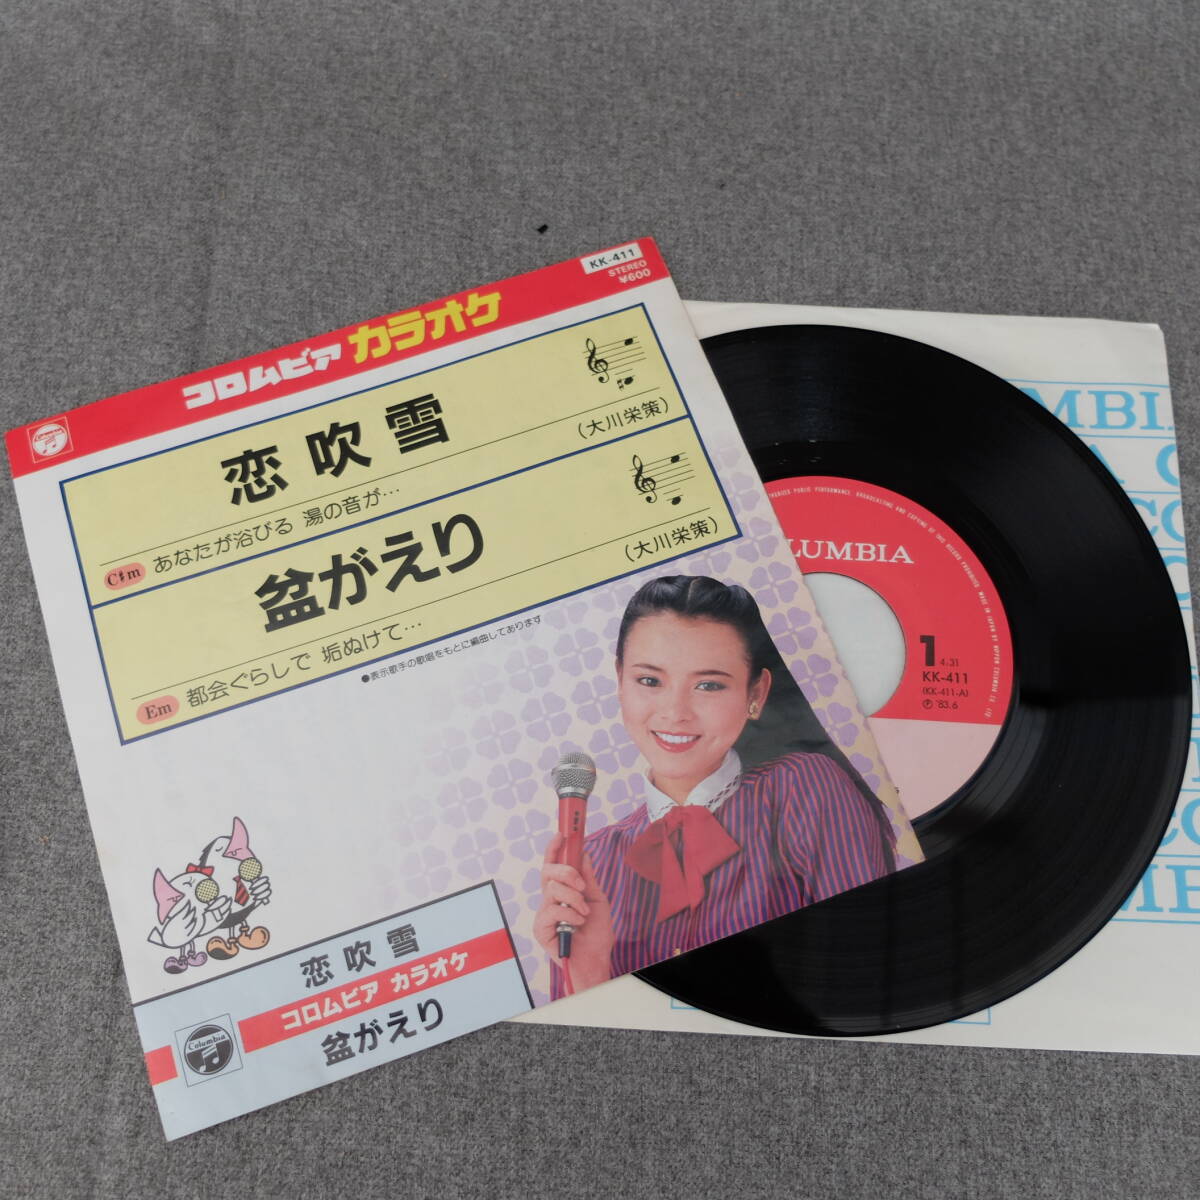 KK-411
STEREO
¥600
コロムビア カラオケ
Columbia
恋吹雪
(大川栄策)
C♯m あなたが浴びる 湯の音が…
盆がえり
(大川栄策)
Em 都会ぐらしで 垢ぬけて…
●表示歌手の歌唱をもとに編曲してあります
恋吹雪
コロムビア カラオケ
盆がえり
Columbia
LUMBIA
1
4.31
KK-411
(KK-411-A)
Ⓟ '83.6